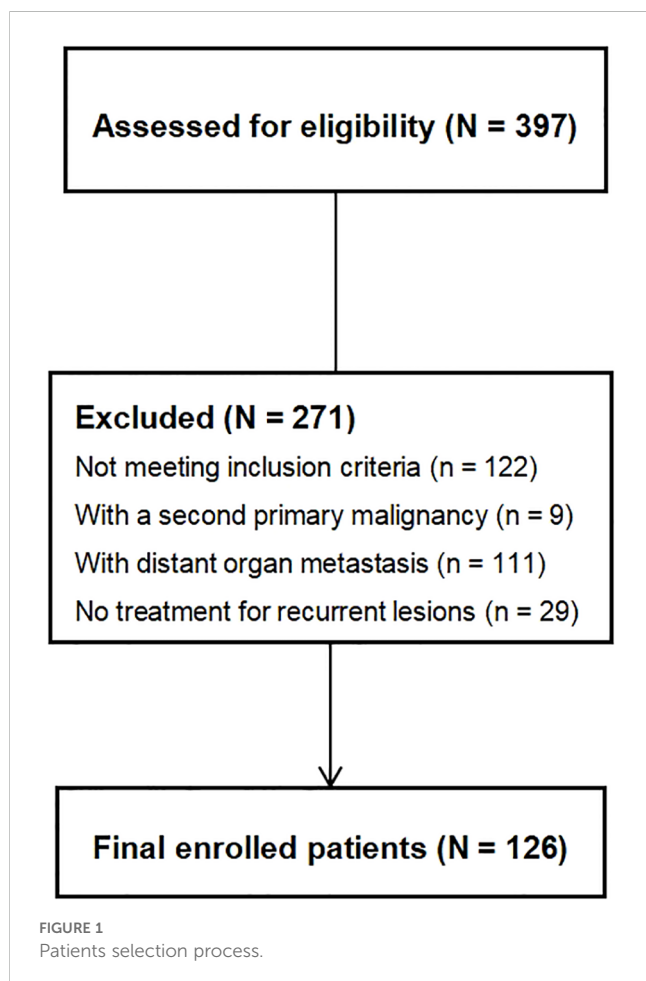 Assessed for eligibility (N = 397)
Excluded (N = 271)
Not meeting inclusion criteria (n = 122)
With a second primary malignancy (n = 9)
With distant organ metastasis (n = 111)
No treatment for recurrent lesions (n = 29)
Final enrolled patients (N = 126)
FIGURE 1
Patients selection process.